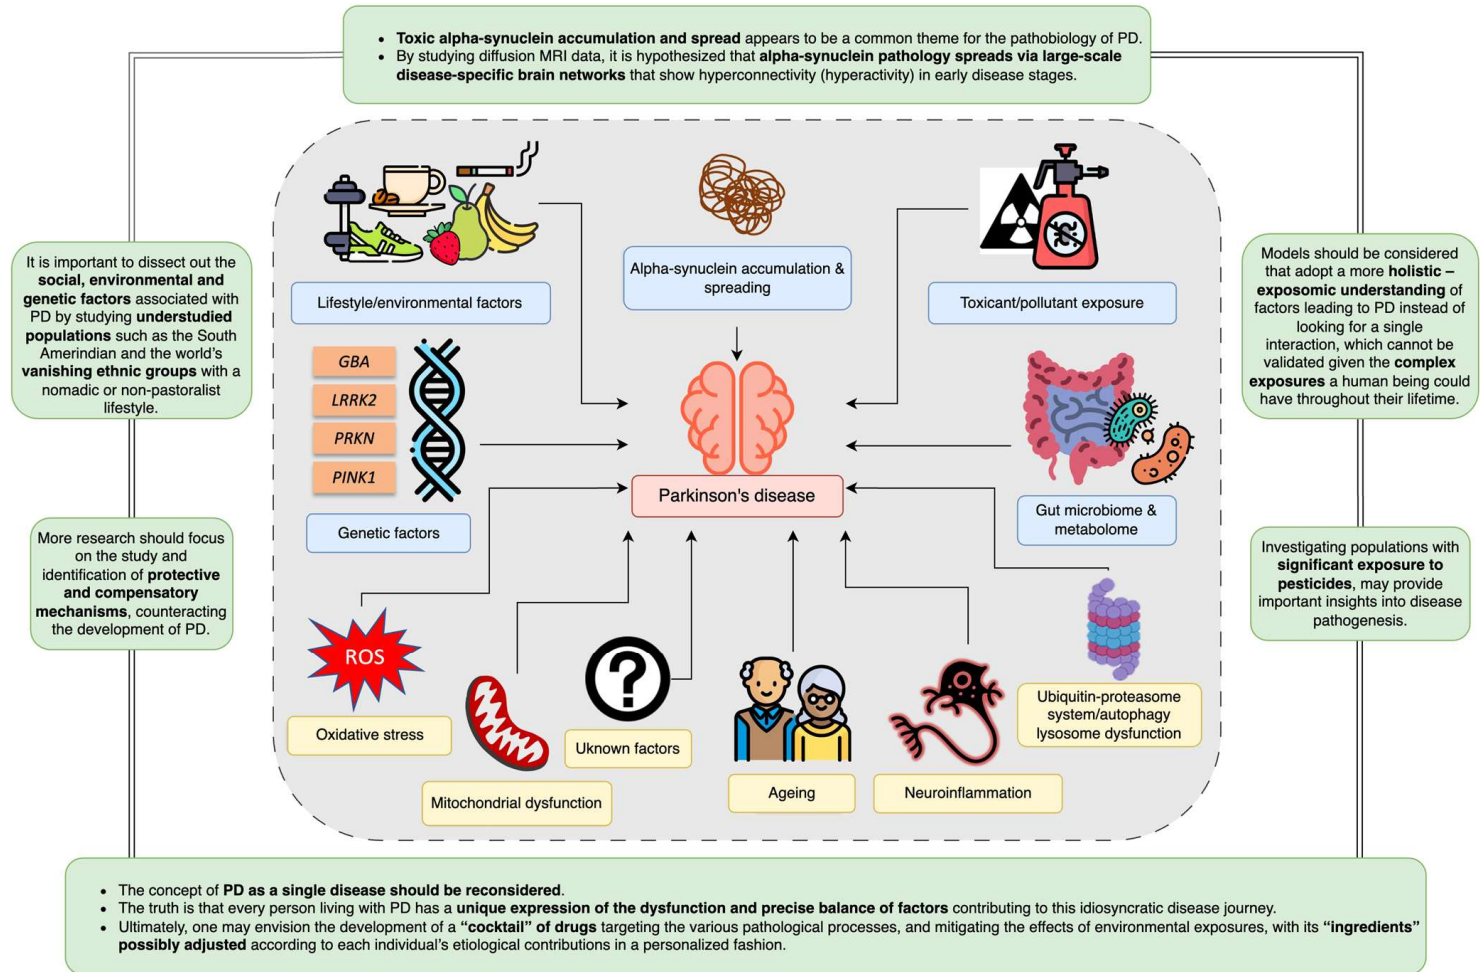 • Toxic alpha-synuclein accumulation and spread appears to be a common theme for the pathobiology of PD.
• By studying diffusion MRI data, it is hypothesized that alpha-synuclein pathology spreads via large-scale
disease-specific brain networks that show hyperconnectivity (hyperactivity) in early disease stages.
It is important to dissect out the
social, environmental and
genetic factors associated with
PD by studying understudied
populations such as the South
Amerindian and the world's
vanishing ethnic groups with a
nomadic or non-pastoralist
lifestyle.
More research should focus
on the study and
identification of protective
and compensatory
mechanisms, counteracting
the development of PD.
Lifestyle/environmental factors
Alpha-synuclein accumulation &
spreading
Toxicant/pollutant exposure
GBA
LRRK2
PRKN
PINK1
Genetic factors
Parkinson's disease
Gut microbiome &
metabolome
ROS
Oxidative stress
Mitochondrial dysfunction
?
Uknown factors
Ageing
Neuroinflammation
Ubiquitin-proteasome
system/autophagy
lysosome dysfunction
Models should be considered
that adopt a more holistic –
exposomic understanding of
factors leading to PD instead of
looking for a single
interaction, which cannot be
validated given the complex
exposures a human being could
have throughout their lifetime.
Investigating populations with
significant exposure to
pesticides, may provide
important insights into disease
pathogenesis.
• The concept of PD as a single disease should be reconsidered.
• The truth is that every person living with PD has a unique expression of the dysfunction and precise balance of factors contributing to this idiosyncratic disease journey.
• Ultimately, one may envision the development of a “cocktail” of drugs targeting the various pathological processes, and mitigating the effects of environmental exposures, with its “ingredients”
possibly adjusted according to each individual's etiological contributions in a personalized fashion.